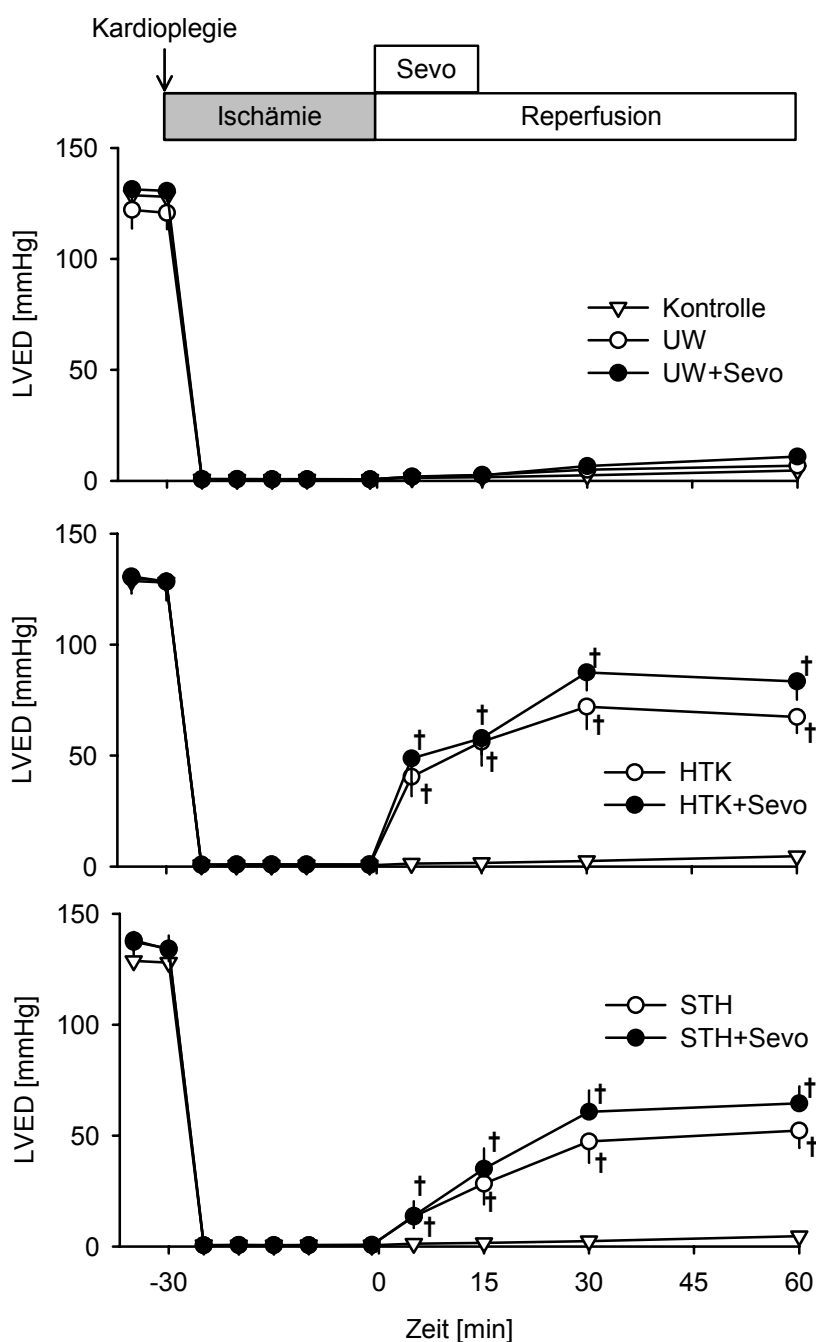 Kardioplegie
Sevo
Ischämie Reperfusion
150
100
50
0
LVED [mmHg]
Kontrolle
UW
UW+Sevo
150
100
50
0
LVED [mmHg]
† † † †
† † † †
HTK
HTK+Sevo
150
100
50
0
LVED [mmHg]
STH
STH+Sevo
† † † †
† † † †
-30 0 15 30 45 60
Zeit [min]